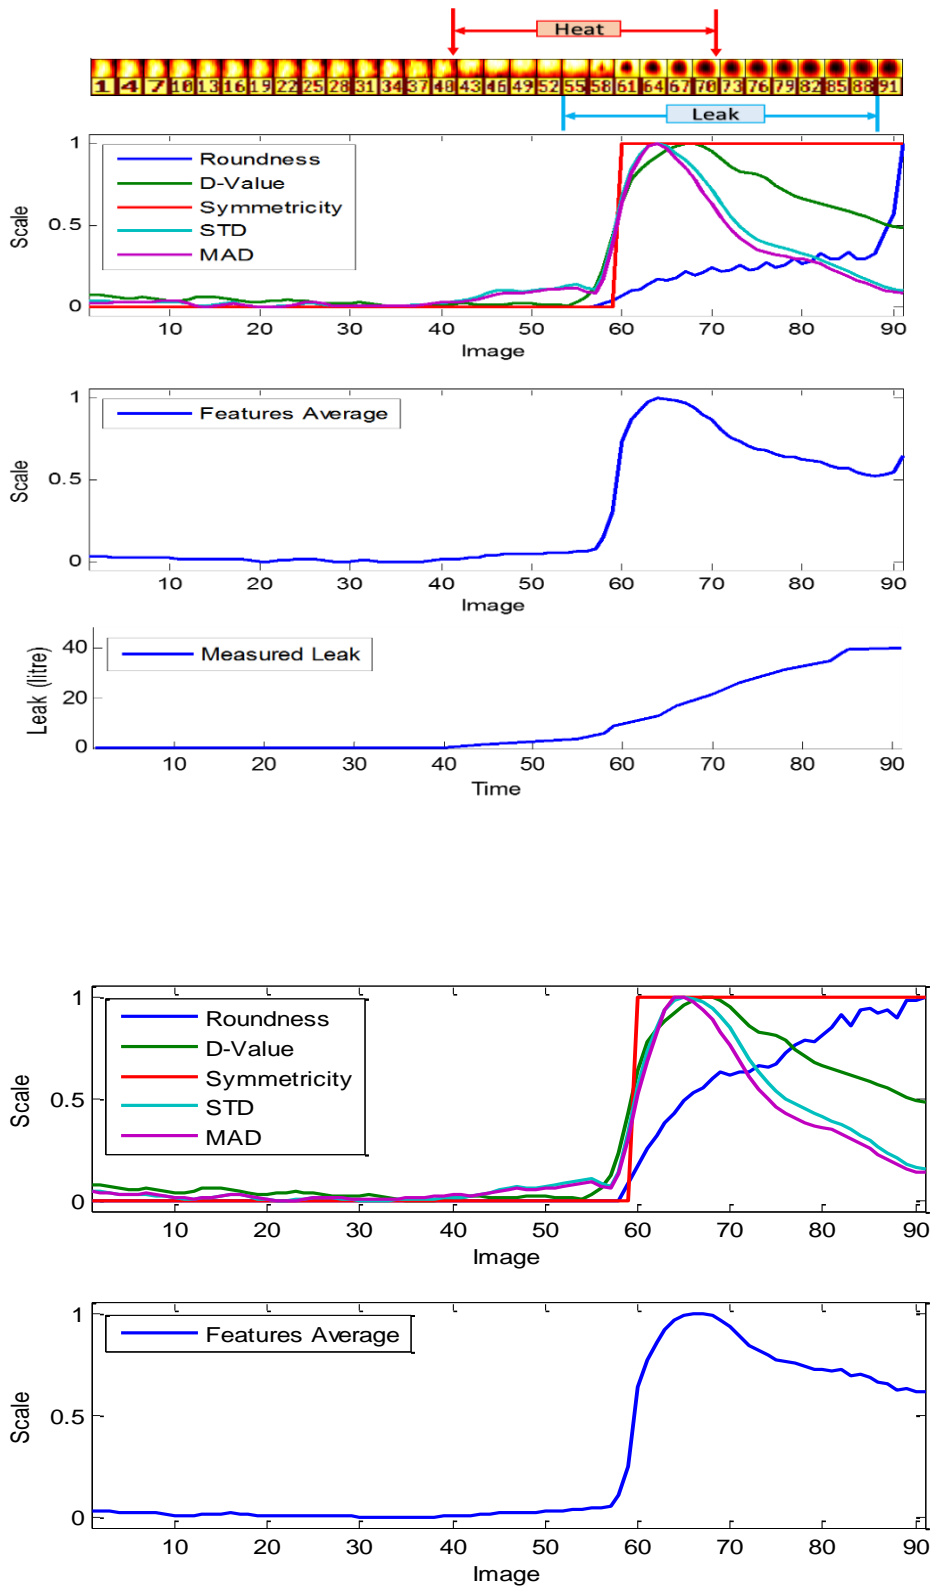 Heat
1 4 7 10 13 16 19 22 25 28 31 34 37 40 43 46 49 52 55 58 61 64 67 70 73 76 79 82 85 88 91
Leak
Roundness
D-Value
Symmetricity
STD
MAD
Scale
1
0.5
0
10 20 30 40 50 60 70 80 90
Image
Features Average
Scale
1
0.5
0
10 20 30 40 50 60 70 80 90
Image
Measured Leak
Leak (litre)
40
20
0
10 20 30 40 50 60 70 80 90
Time
Roundness
D-Value
Symmetricity
STD
MAD
Scale
1
0.5
0
10 20 30 40 50 60 70 80 90
Image
Features Average
Scale
1
0.5
0
10 20 30 40 50 60 70 80 90
Image